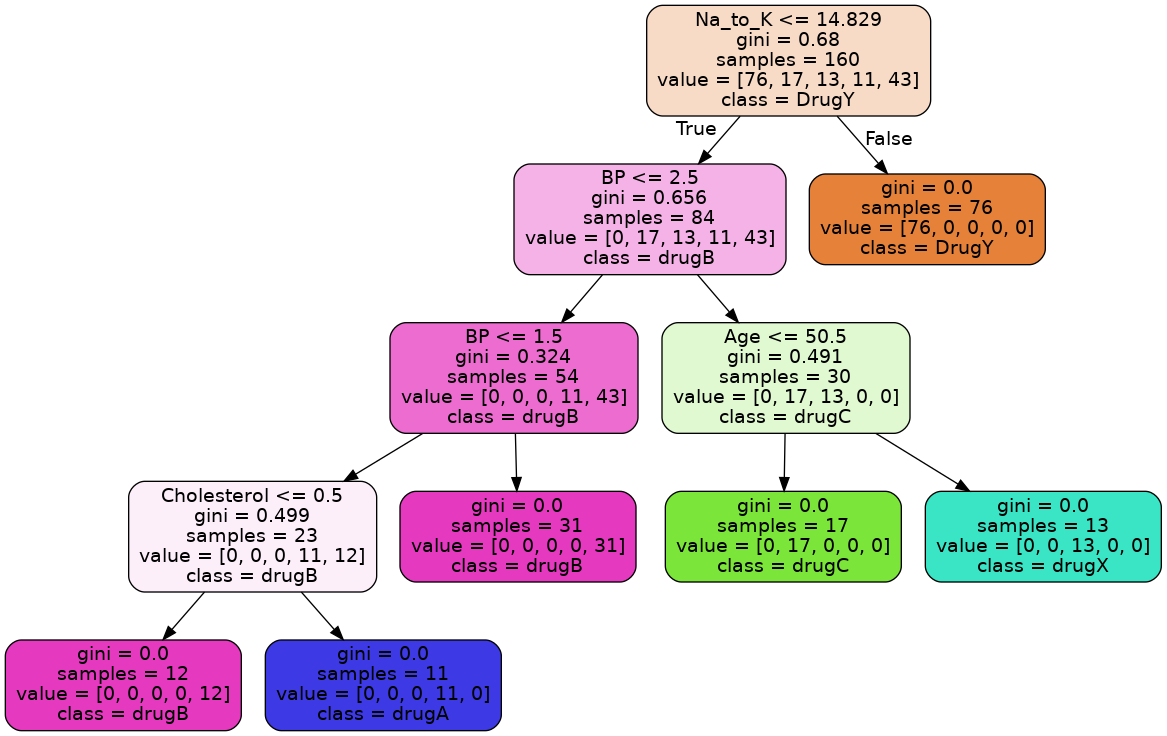 Na_to_K <= 14.829
gini = 0.68
samples = 160
value = [76, 17, 13, 11, 43]
class = DrugY
True
False
BP <= 2.5
gini = 0.656
samples = 84
value = [0, 17, 13, 11, 43]
class = drugB
gini = 0.0
samples = 76
value = [76, 0, 0, 0, 0]
class = DrugY
BP <= 1.5
gini = 0.324
samples = 54
value = [0, 0, 0, 11, 43]
class = drugB
Age <= 50.5
gini = 0.491
samples = 30
value = [0, 17, 13, 0, 0]
class = drugC
Cholesterol <= 0.5
gini = 0.499
samples = 23
value = [0, 0, 0, 11, 12]
class = drugB
gini = 0.0
samples = 31
value = [0, 0, 0, 0, 31]
class = drugB
gini = 0.0
samples = 17
value = [0, 17, 0, 0, 0]
class = drugC
gini = 0.0
samples = 13
value = [0, 0, 13, 0, 0]
class = drugX
gini = 0.0
samples = 12
value = [0, 0, 0, 0, 12]
class = drugB
gini = 0.0
samples = 11
value = [0, 0, 0, 11, 0]
class = drugA